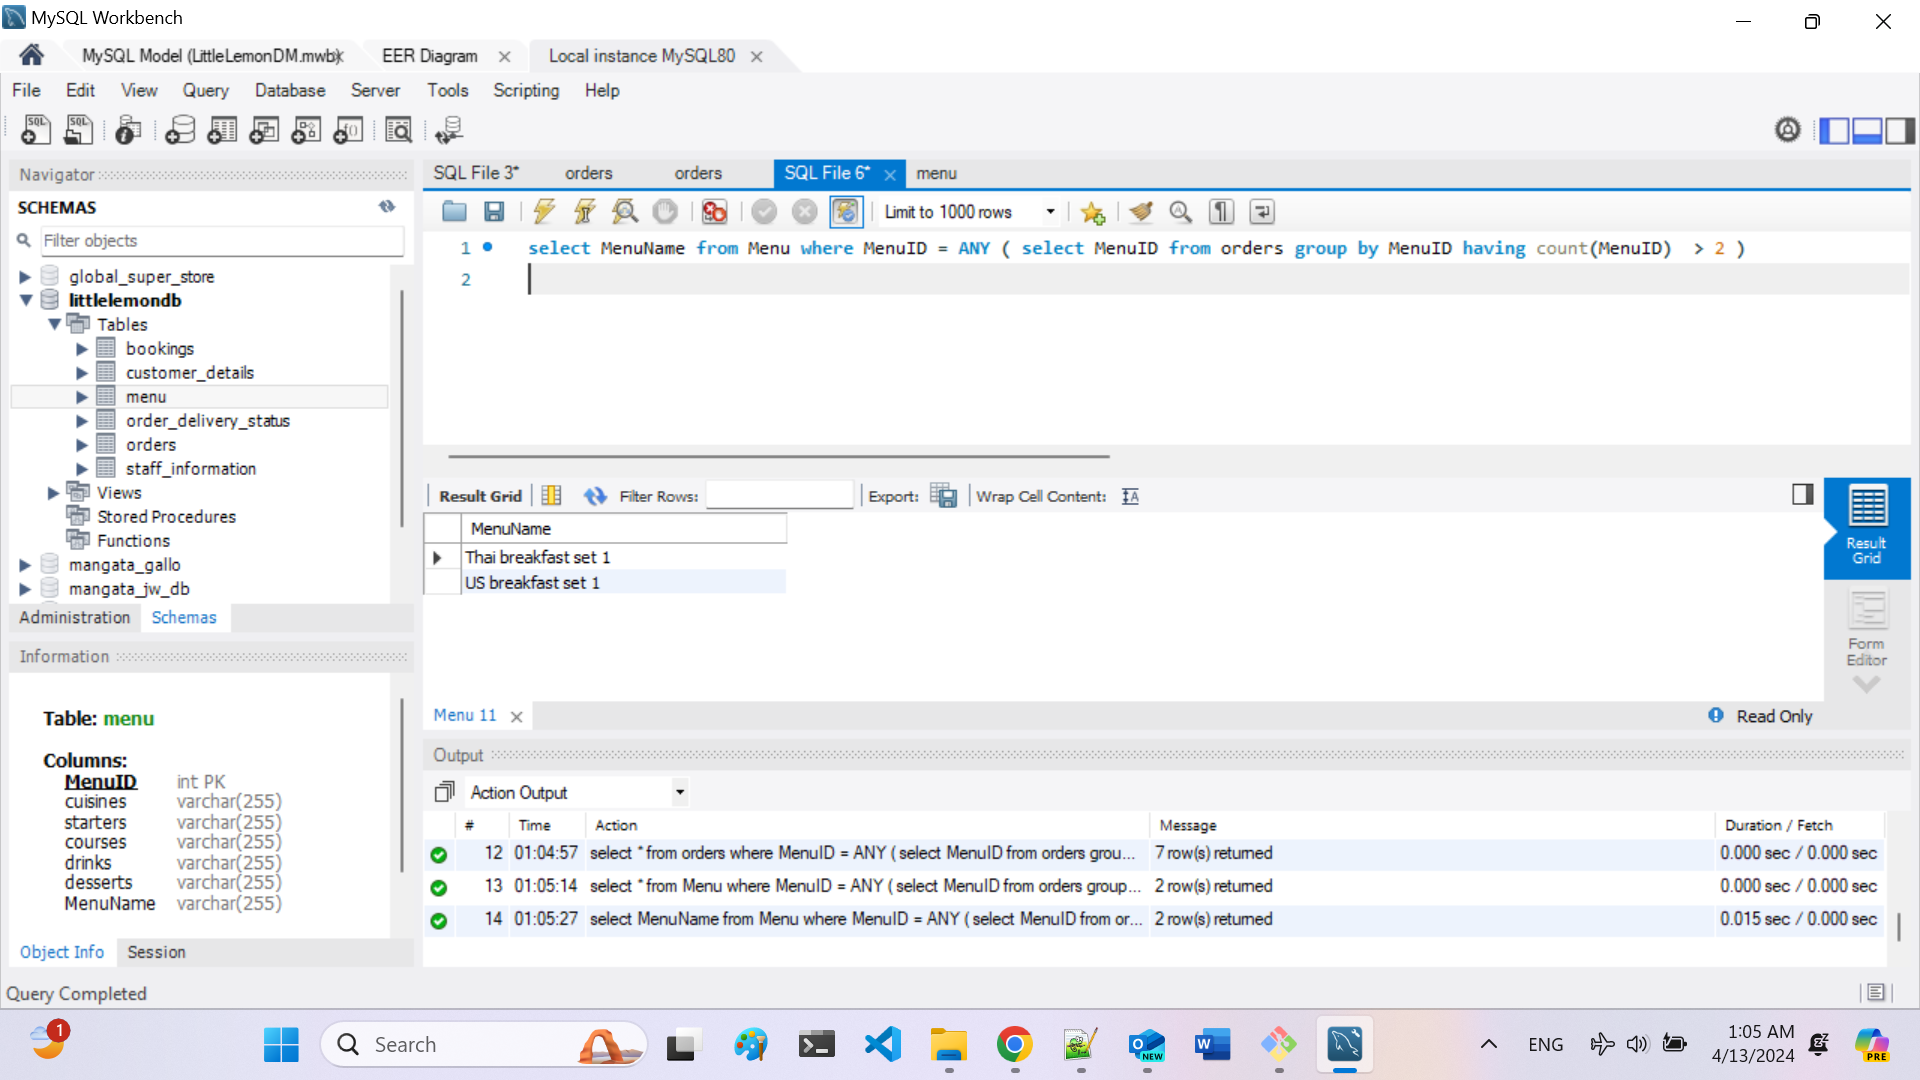 MySQL Workbench
MySQL Model (LittleLemonDM.mwb)
EER Diagram
Local instance MySQL80
File Edit View Query Database Server Tools Scripting Help
Navigator
SCHEMAS
Filter objects
global_super_store
littlelemondb
Tables
bookings
customer_details
menu
order_delivery_status
orders
staff_information
Views
Stored Procedures
Functions
mangata_gallo
mangata_jw_db
Administration Schemas
Information
Table: menu
Columns:
MenuID int PK
cuisines varchar(255)
starters varchar(255)
courses varchar(255)
drinks varchar(255)
desserts varchar(255)
MenuName varchar(255)
Object Info Session
SQL File 3* orders orders SQL File 6* menu
Limit to 1000 rows
1 select MenuName from Menu where MenuID = ANY ( select MenuID from orders group by MenuID having count(MenuID) > 2 )
2
Result Grid Filter Rows: Export: Wrap Cell Content:
MenuName
Thai breakfast set 1
US breakfast set 1
Result
Grid
Form
Editor
Menu 11
Read Only
Output
Action Output
# Time Action Message Duration / Fetch
12 01:04:57 select * from orders where MenuID = ANY ( select MenuID from orders grou... 7 row(s) returned 0.000 sec / 0.000 sec
13 01:05:14 select * from Menu where MenuID = ANY ( select MenuID from orders group... 2 row(s) returned 0.000 sec / 0.000 sec
14 01:05:27 select MenuName from Menu where MenuID = ANY ( select MenuID from or... 2 row(s) returned 0.015 sec / 0.000 sec
Query Completed
1
Search
NEW
ENG
1:05 AM
4/13/2024
PRE